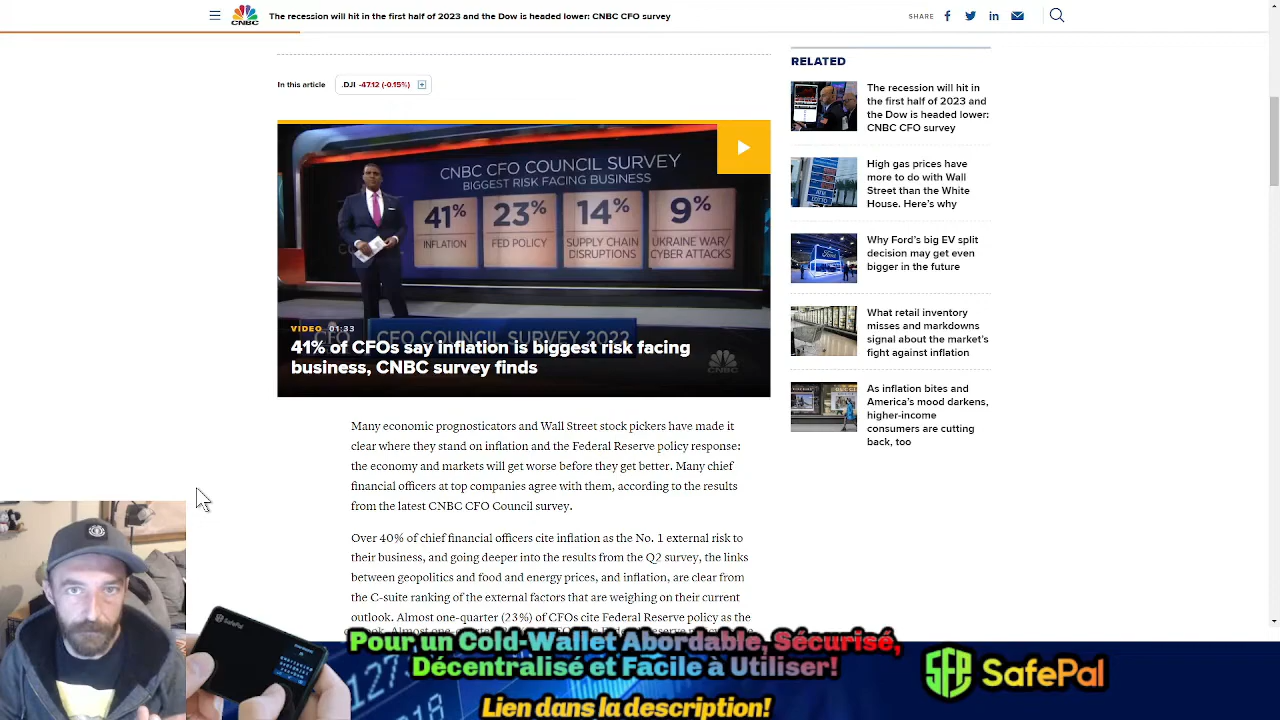 CNBC
The recession will hit in the first half of 2023 and the Dow is headed lower: CNBC CFO survey
SHARE
In this article
.DJI -47.12 (-0.15%)
CNBC CFO COUNCIL SURVEY
BIGGEST RISK FACING BUSINESS
41% 23% 14% 9%
INFLATION FED POLICY SUPPLY CHAIN DISRUPTIONS UKRAINE WAR/ CYBER ATTACKS
VIDEO 01:33
CFO COUNCIL SURVEY 2022
41% of CFOs say inflation is biggest risk facing
business, CNBC survey finds
CNBC
Many economic prognosticators and Wall Street stock pickers have made it
clear where they stand on inflation and the Federal Reserve policy response:
the economy and markets will get worse before they get better. Many chief
financial officers at top companies agree with them, according to the results
from the latest CNBC CFO Council survey.
Over 40% of chief financial officers cite inflation as the No. 1 external risk to
their business, and going deeper into the results from the Q2 survey, the links
between geopolitics and food and energy prices, and inflation, are clear from
the C-suite ranking of the external factors that are weighing on their current
outlook. Almost one-quarter (23%) of CFOs cite Federal Reserve policy as the
RELATED
The recession will hit in
the first half of 2023 and
the Dow is headed lower:
CNBC CFO survey
High gas prices have
more to do with Wall
Street than the White
House. Here's why
Why Ford's big EV split
decision may get even
bigger in the future
What retail inventory
misses and markdowns
signal about the market's
fight against inflation
As inflation bites and
America's mood darkens,
higher-income
consumers are cutting
back, too
SafePal
Pour un Cold-Wallet Abordable, Sécurisé,
Décentralisé et Facile à Utiliser!
Lien dans la description!
SFP SafePal